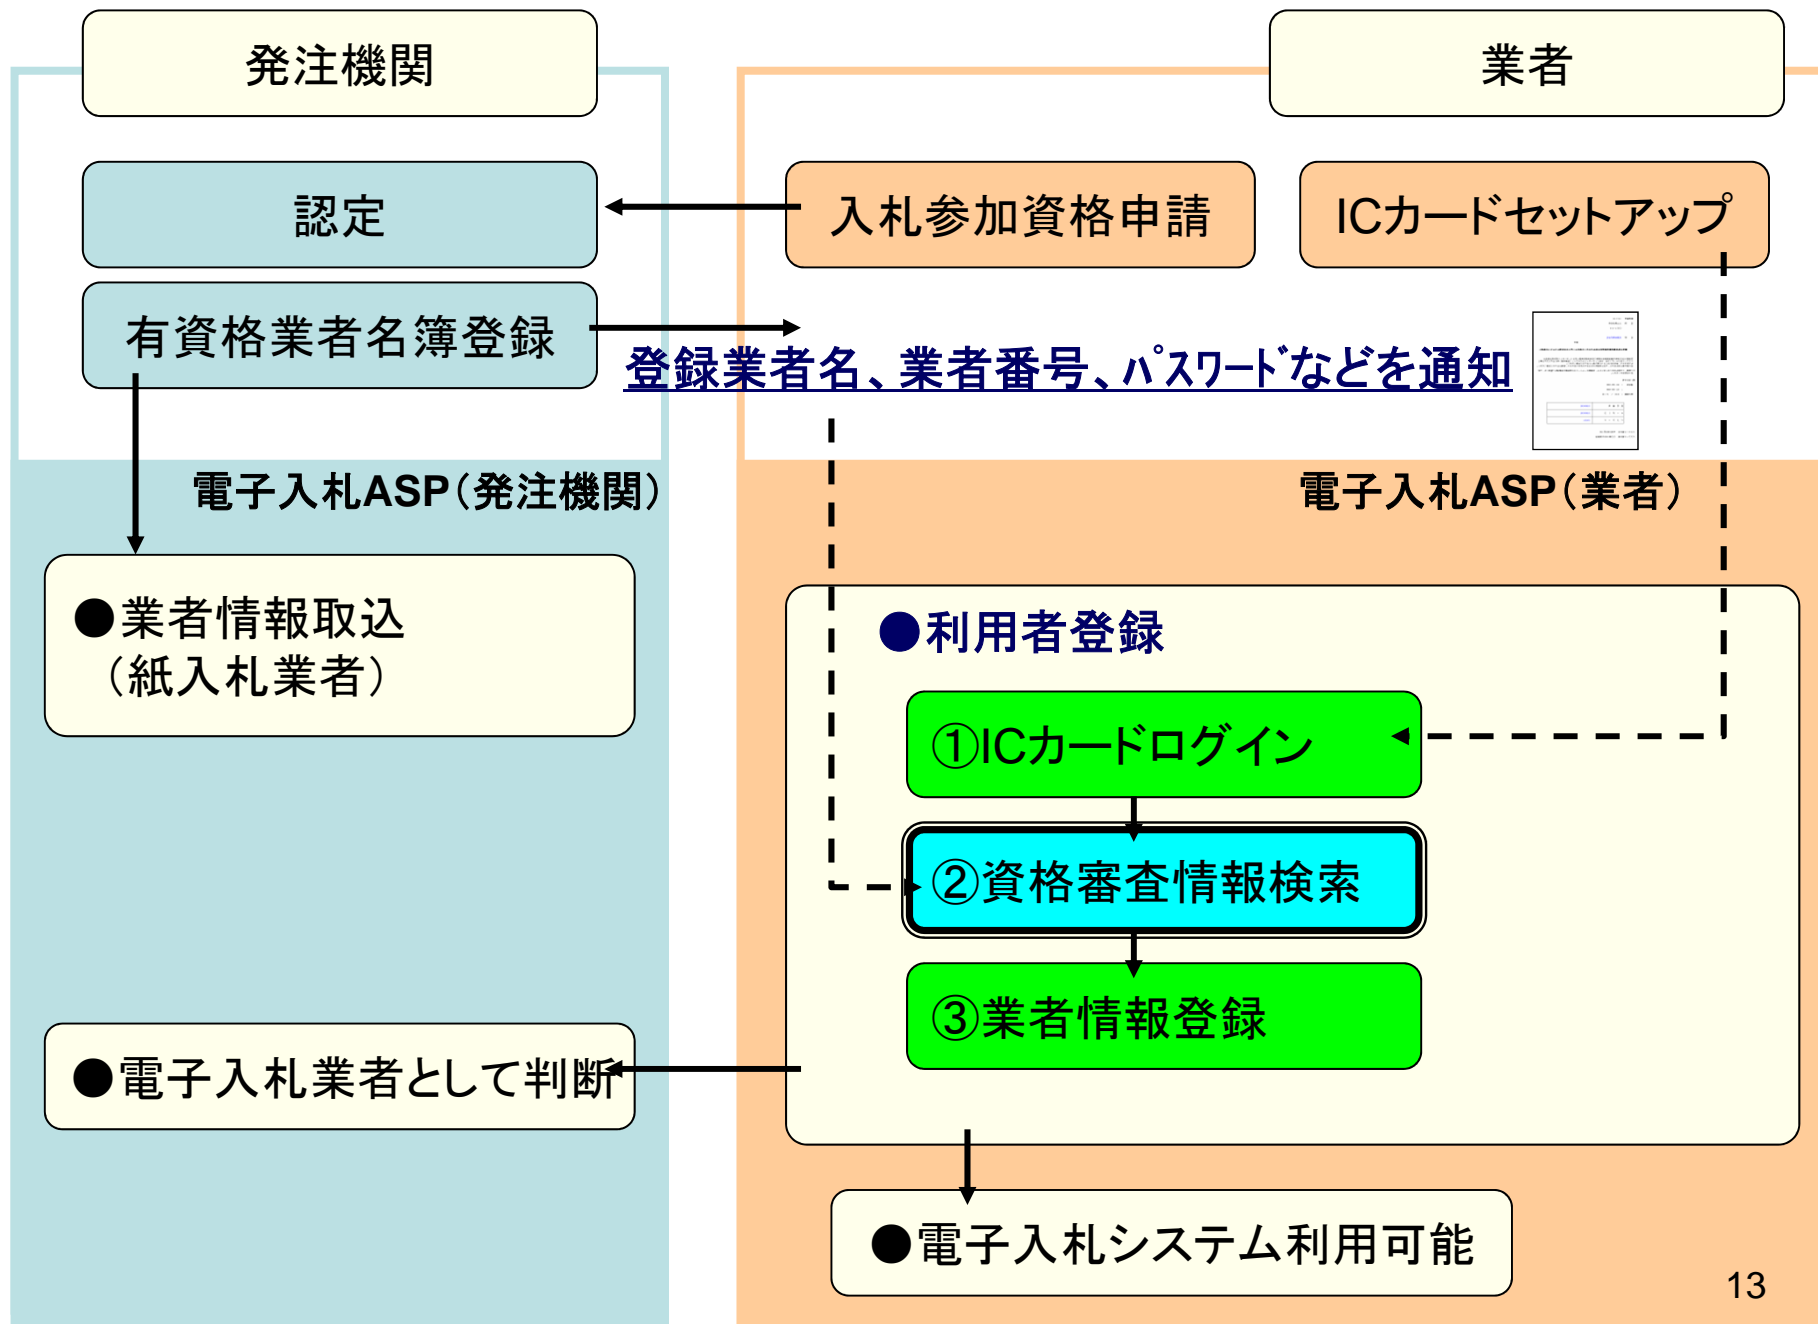 発注機関
業者
認定
入札参加資格申請
ICカードセットアップ
有資格業者名簿登録
登録業者名、業者番号、ﾊﾟｽﾜｰﾄﾞなどを通知
電子入札ASP（発注機関）
電子入札ASP（業者）
●業者情報取込
（紙入札業者）
●利用者登録
①ICカードログイン
②資格審査情報検索
③業者情報登録
●電子入札業者として判断
●電子入札システム利用可能
13